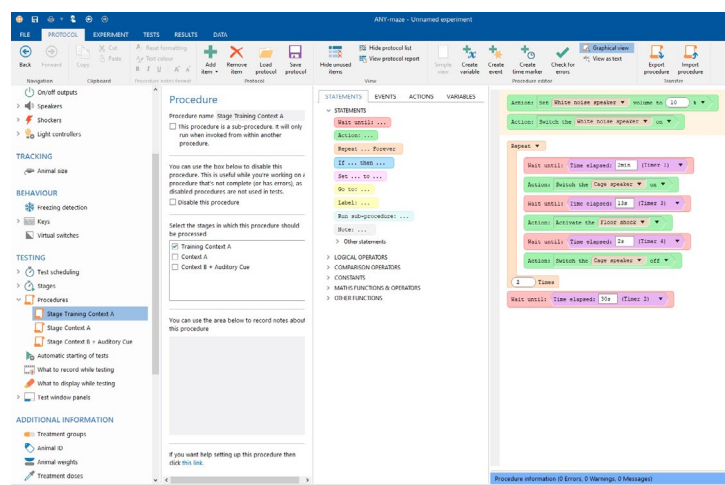 ANY-maze - Unnamed experiment
FILE PROTOCOL EXPERIMENT TESTS RESULTS DATA
Back Forward Copy Cut Paste Reset formatting Text colour B I U Add item Remove item Load protocol Save protocol Hide unused items Hide protocol list View protocol report Simple view Create variable Create event Create time marker Check for errors Graphical view View as text Export procedure Import procedure
Navigation Clipboard Procedure notes format Protocol View Procedure editor Transfer
On/off outputs
Speakers
Shockers
Light controllers
TRACKING
Animal size
BEHAVIOUR
Freezing detection
Keys
Virtual switches
TESTING
Test scheduling
Stages
Procedures
Stage Training Context A
Stage Context A
Stage Context B + Auditory Cue
Automatic starting of tests
What to record while testing
What to display while testing
Test window panels
ADDITIONAL INFORMATION
Treatment groups
Animal ID
Animal weights
Treatment doses
Procedure
Procedure name Stage Training Context A
This procedure is a sub-procedure. It will only
run when invoked from within another
procedure.
You can use the box below to disable this
procedure. This is useful while you're working on a
procedure that's not complete (or has errors), as
disabled procedures are not used in tests.
Disable this procedure
Select the stages in which this procedure should
be processed
Training Context A
Context A
Context B + Auditory Cue
You can use the area below to record notes about
this procedure
If you want help setting up this procedure then
click this link.
STATEMENTS EVENTS ACTIONS VARIABLES
STATEMENTS
Wait until: ...
Action: ...
Repeat ... Forever
If ... then ...
Set ... to ...
Go to: ...
Label: ...
Run sub-procedure: ...
Note: ...
Other statements
LOGICAL OPERATORS
COMPARISON OPERATORS
CONSTANTS
MATHS FUNCTIONS & OPERATORS
OTHER FUNCTIONS
Action: Set White noise speaker volume to 10 %
Action: Switch the White noise speaker on
Repeat
Wait until: Time elapsed: 2min (Timer 1)
Action: Switch the Cage speaker on
Wait until: Time elapsed: (Timer 3)
Action: Activate the Floor shock
Wait until: Time elapsed: 2s (Timer 4)
Action: Switch the Cage speaker off
2 Times
Wait until: Time elapsed: (Timer 2)
Procedure information (0 Errors, 0 Warnings, 0 Messages)